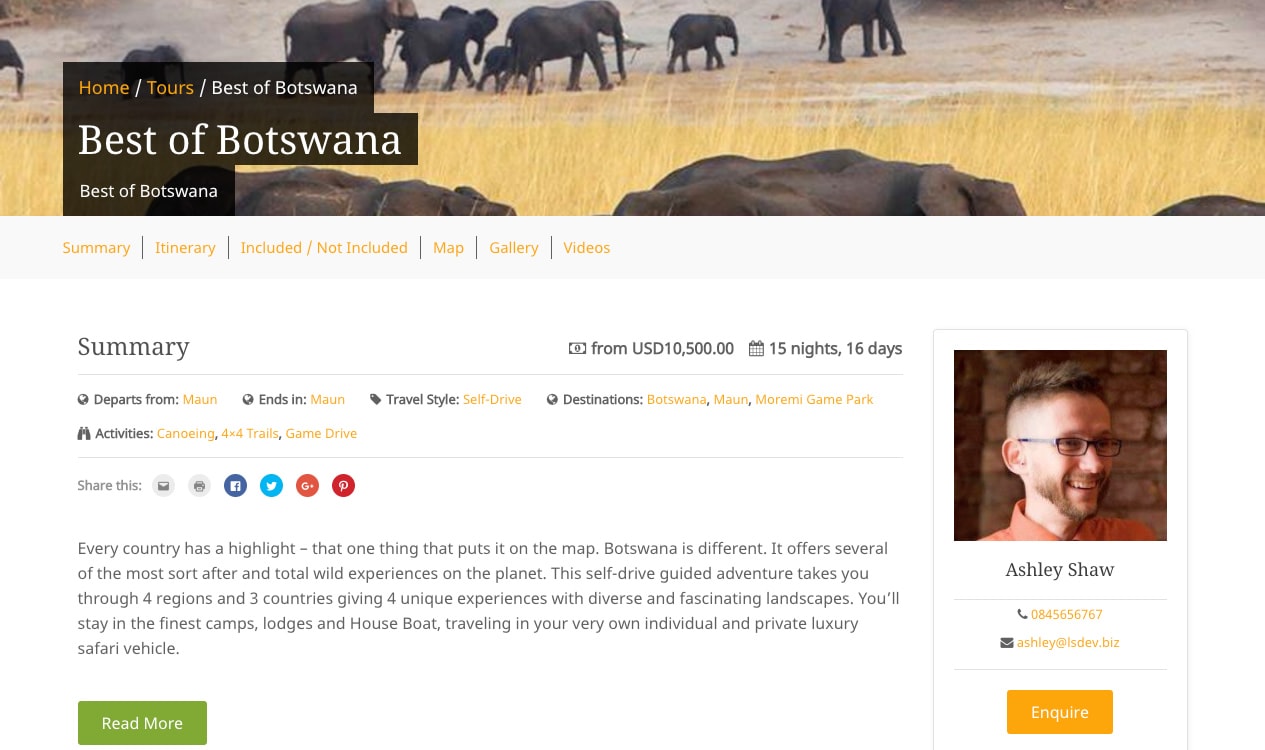 Home / Tours / Best of Botswana
Best of Botswana
Best of Botswana
Summary
Itinerary
Included / Not Included
Map
Gallery
Videos
Summary
from USD10,500.00
15 nights, 16 days
Departs from: Maun
Ends in: Maun
Travel Style: Self-Drive
Destinations: Botswana, Maun, Moremi Game Park
Activities: Canoeing, 4×4 Trails, Game Drive
Share this:
Every country has a highlight – that one thing that puts it on the map. Botswana is different. It offers several
of the most sort after and total wild experiences on the planet. This self-drive guided adventure takes you
through 4 regions and 3 countries giving 4 unique experiences with diverse and fascinating landscapes. You’ll
stay in the finest camps, lodges and House Boat, traveling in your very own individual and private luxury
safari vehicle.
Read More
Ashley Shaw
0845656767
ashley@lsdev.biz
Enquire